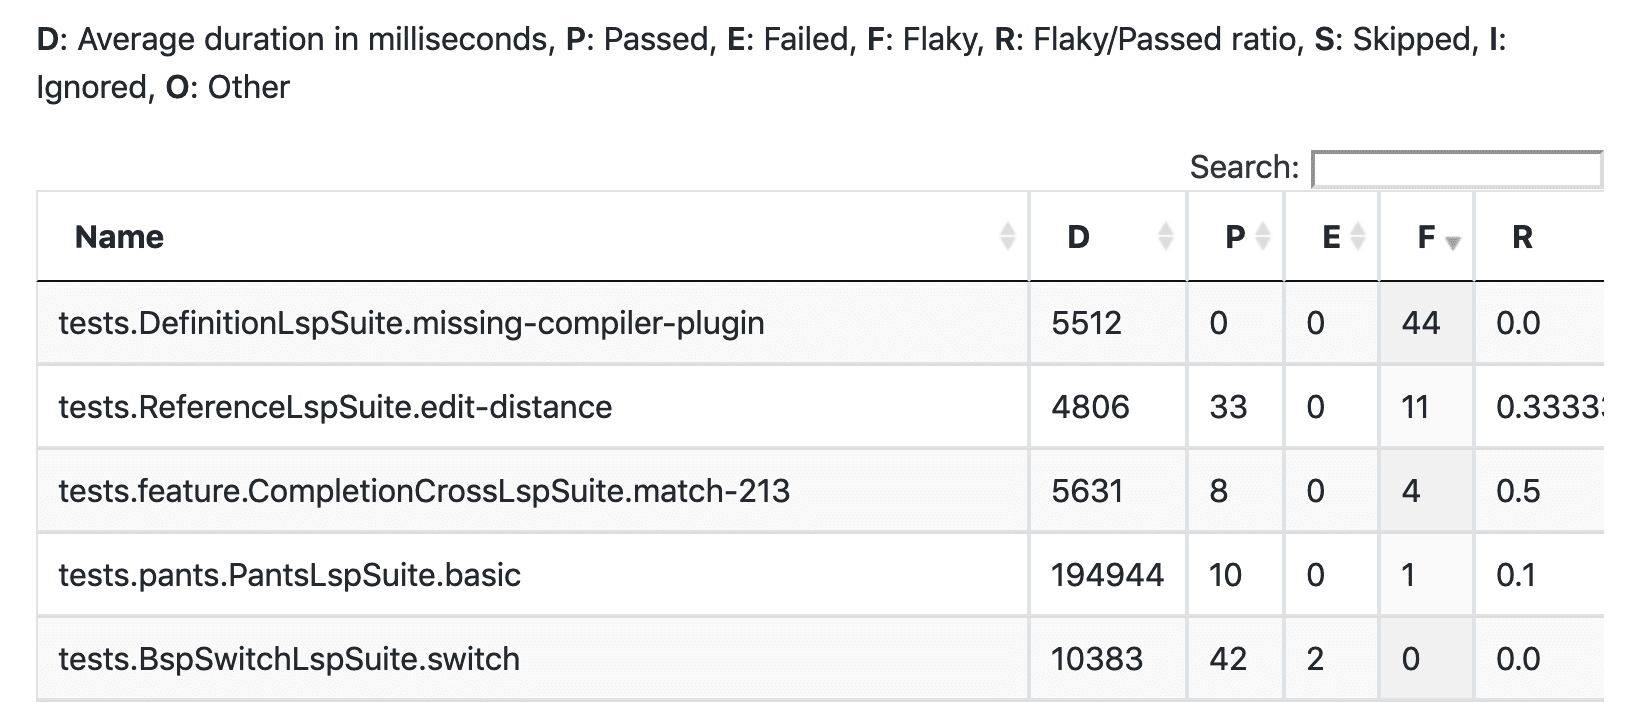 D: Average duration in milliseconds, P: Passed, E: Failed, F: Flaky, R: Flaky/Passed ratio, S: Skipped, I:
Ignored, O: Other
Search:
Name D P E F R
tests.DefinitionLspSuite.missing-compiler-plugin 5512 0 0 44 0.0
tests.ReferenceLspSuite.edit-distance 4806 33 0 11 0.3333
tests.feature.CompletionCrossLspSuite.match-213 5631 8 0 4 0.5
tests.pants.PantsLspSuite.basic 194944 10 0 1 0.1
tests.BspSwitchLspSuite.switch 10383 42 2 0 0.0